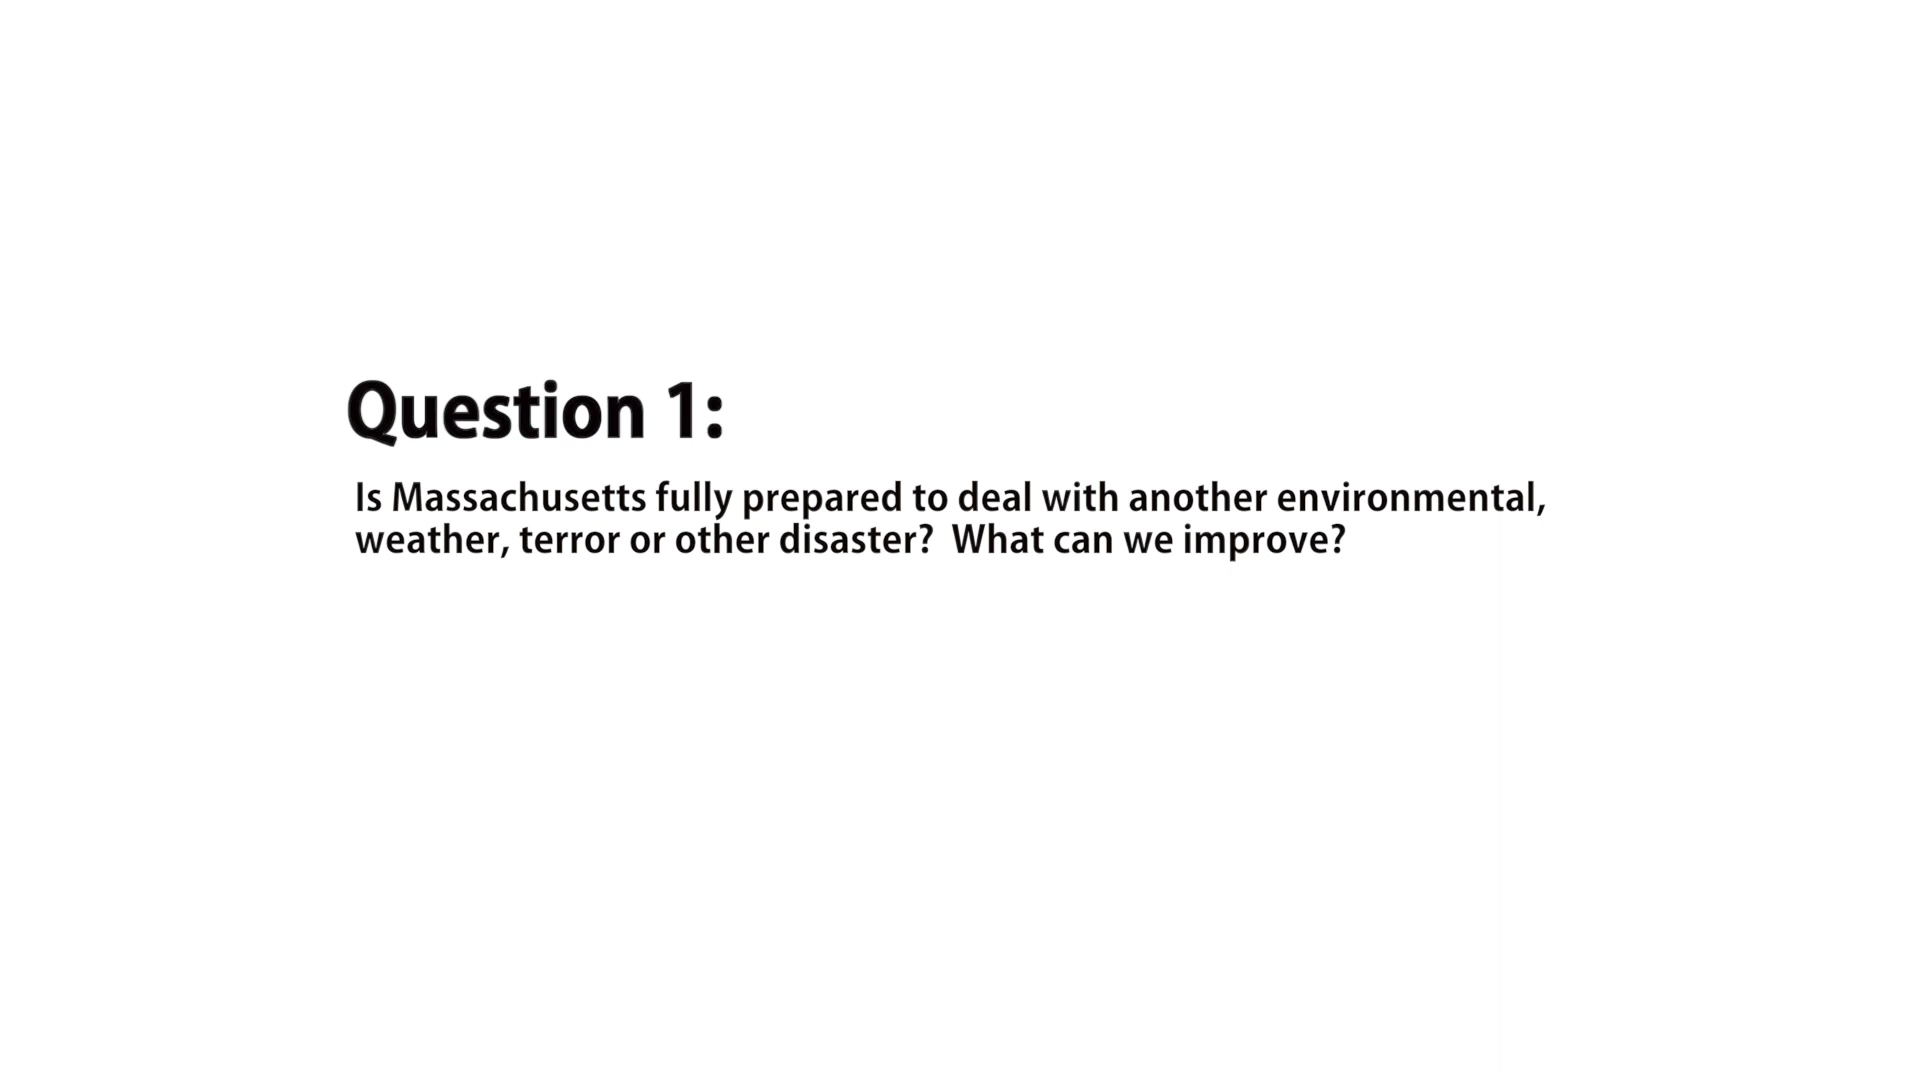 Question 1:
Is Massachusetts fully prepared to deal with another environmental,
weather, terror or other disaster?  What can we improve?